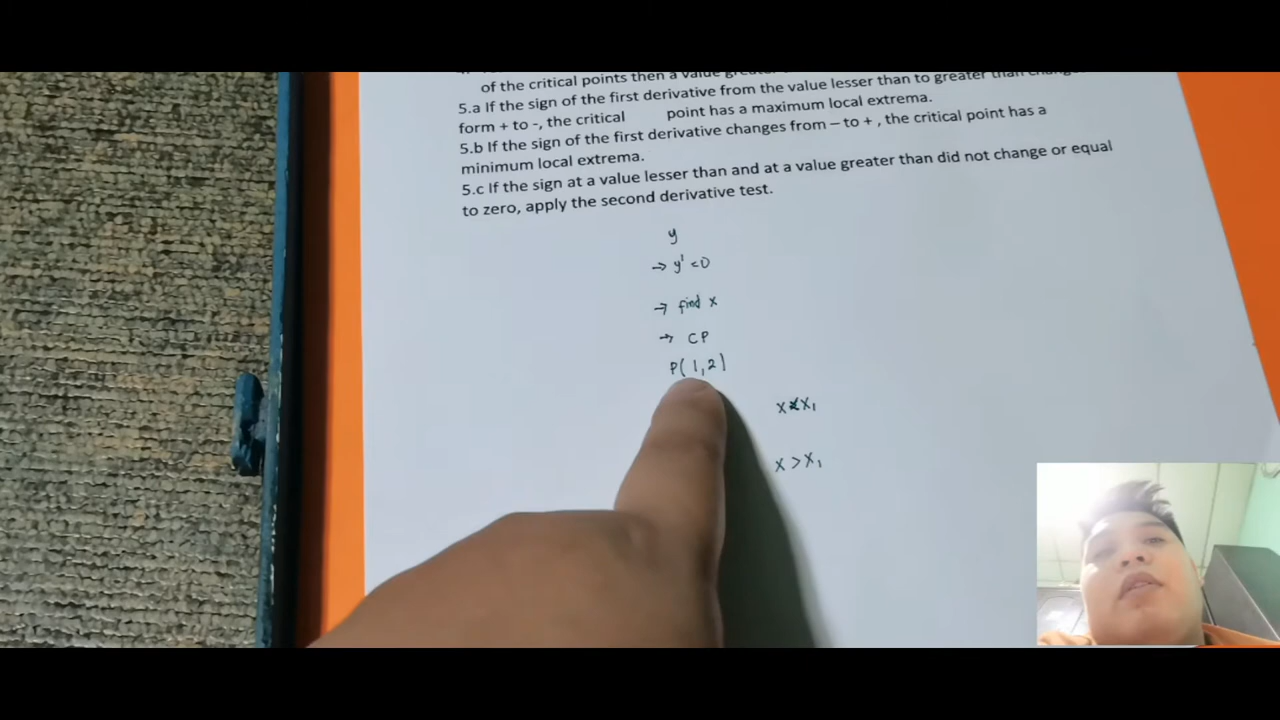 of the critical points then a value
5.a If the sign of the first derivative from the value lesser than to greater than
form + to -, the critical point has a maximum local extrema.
5.b If the sign of the first derivative changes from – to + , the critical point has a
minimum local extrema.
5.c If the sign at a value lesser than and at a value greater than did not change or equal
to zero, apply the second derivative test.
y
→ y' = 0
→ find x
→ CP
P(1,2)
x < x₁
x > x₁